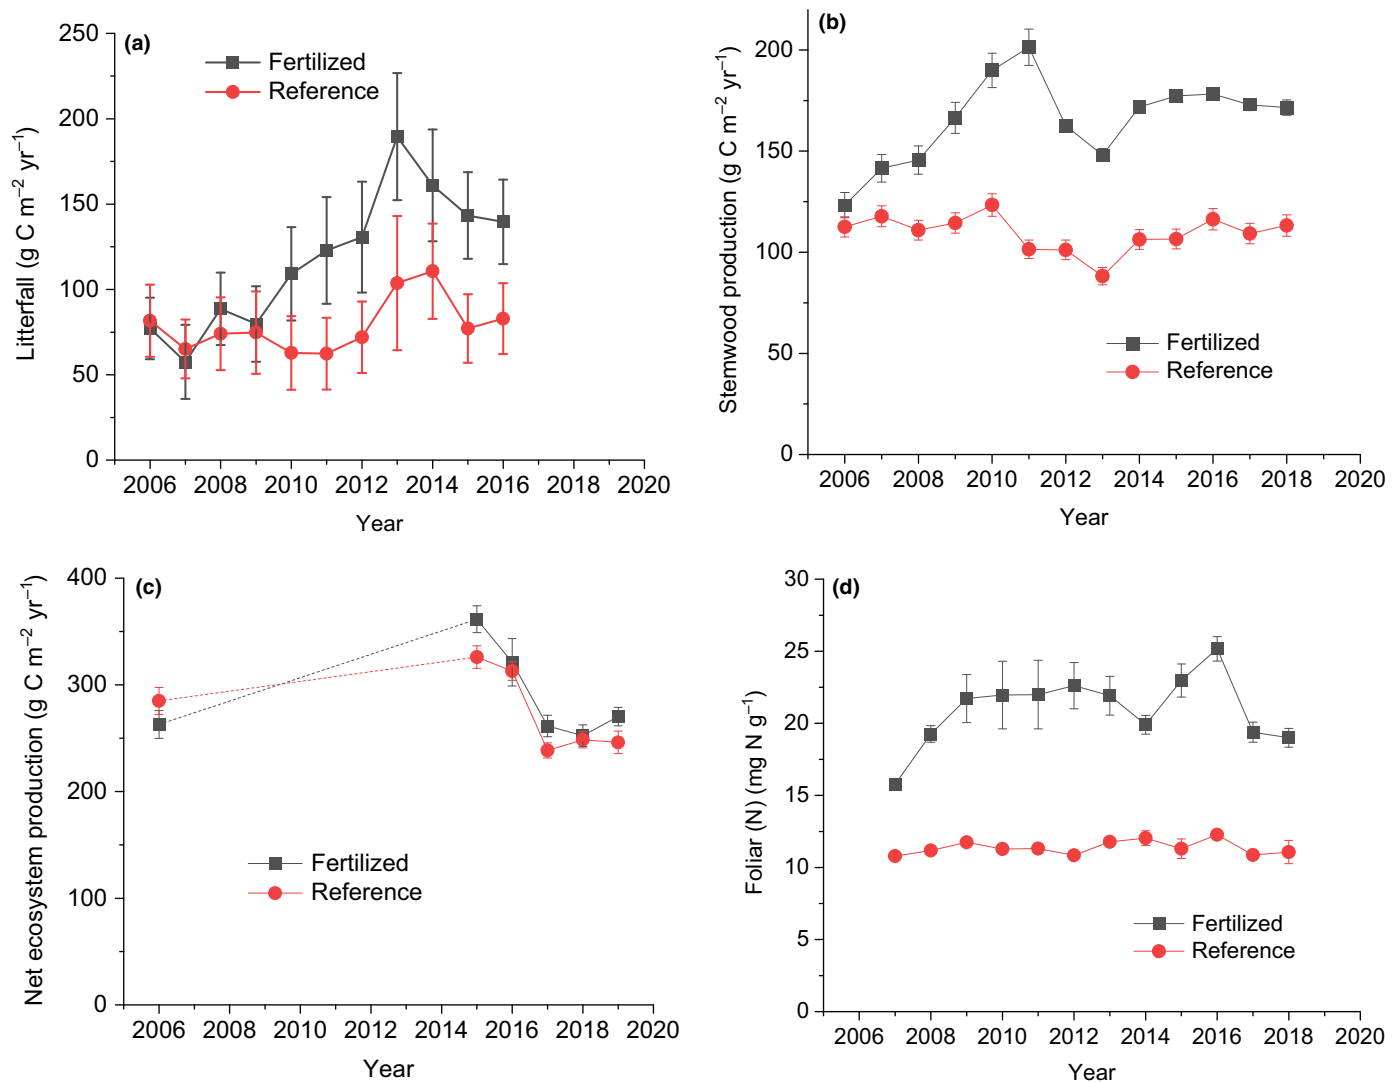 (a)
Fertilized
Reference
250
200
150
100
50
0
Litterfall (g C m⁻² yr⁻¹)
2006 2008 2010 2012 2014 2016 2018 2020
Year
(b)
200
150
100
50
0
Stemwood production (g C m⁻² yr⁻¹)
Fertilized
Reference
2006 2008 2010 2012 2014 2016 2018 2020
Year
(c)
400
300
200
100
0
Net ecosystem production (g C m⁻² yr⁻¹)
Fertilized
Reference
2006 2008 2010 2012 2014 2016 2018 2020
Year
(d)
30
25
20
15
10
5
0
Foliar (N) (mg N g⁻¹)
Fertilized
Reference
2006 2008 2010 2012 2014 2016 2018 2020
Year